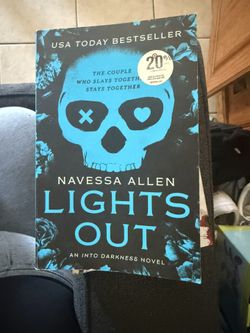 USA TODAY BESTSELLER
20%
THE COUPLE
WHO SLAYS TOGETHER
STAYS TOGETHER
NAVESSA ALLEN
LIGHTS
OUT
AN INTO DARKNESS NOVEL